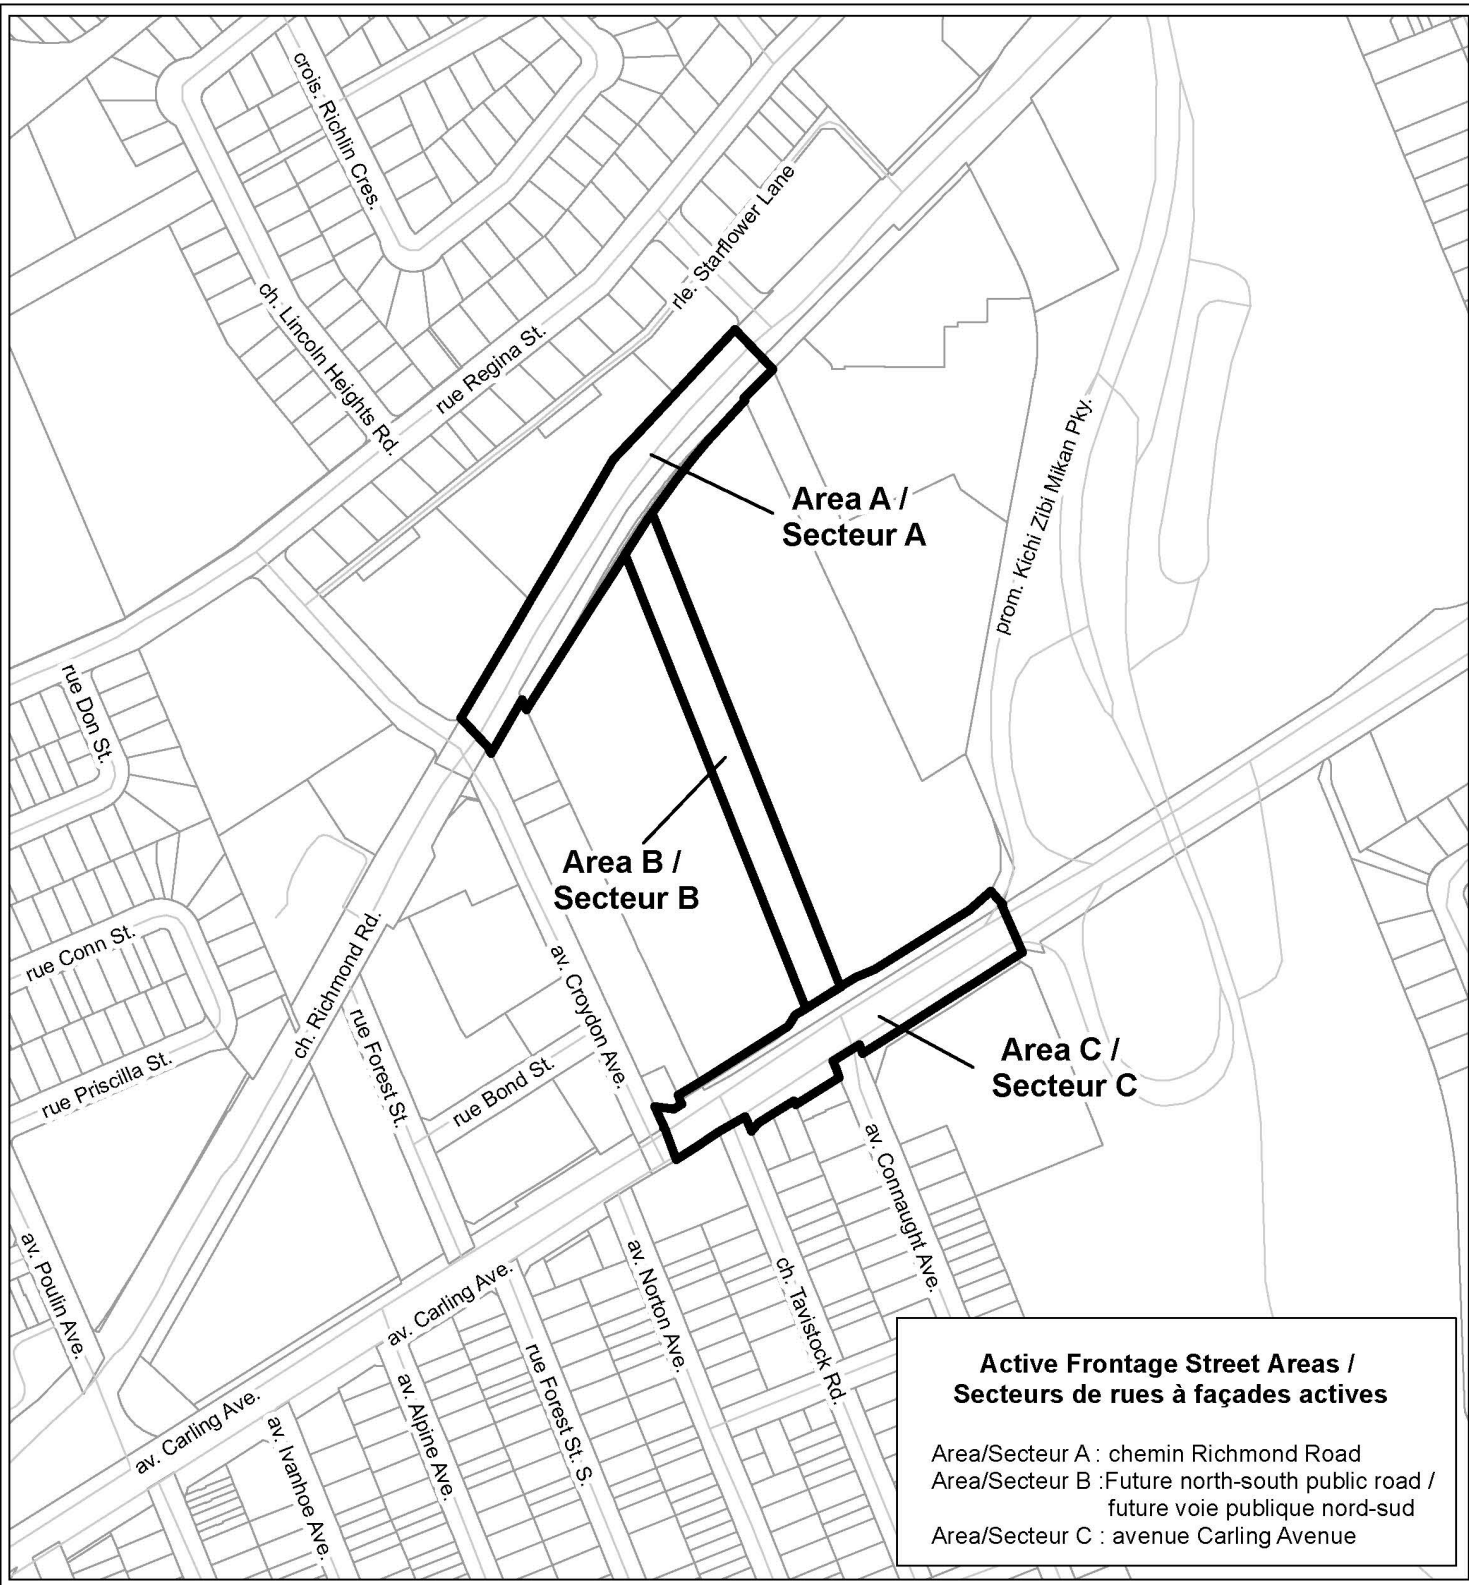 crois. Richlin Cres.
rle. Starflower Lane
ch. Lincoln Heights Rd.
rue Regina St.
prom. Kichi Zibi Mikan Pky.
Area A /
Secteur A
rue Don St.
Area B /
Secteur B
rue Conn St.
ch. Richmond Rd.
av. Croydon Ave.
rue Forest St.
rue Bond St.
rue Priscilla St.
Area C /
Secteur C
av. Connaught Ave.
av. Poulin Ave.
av. Carling Ave.
av. Norton Ave.
ch. Tavistock Rd.
rue Forest St. S.
av. Alpine Ave.
av. Carling Ave.
av. Ivanhoe Ave.
Active Frontage Street Areas /
Secteurs de rues à façades actives
Area/Secteur A : chemin Richmond Road
Area/Secteur B :Future north-south public road /
future voie publique nord-sud
Area/Secteur C : avenue Carling Avenue